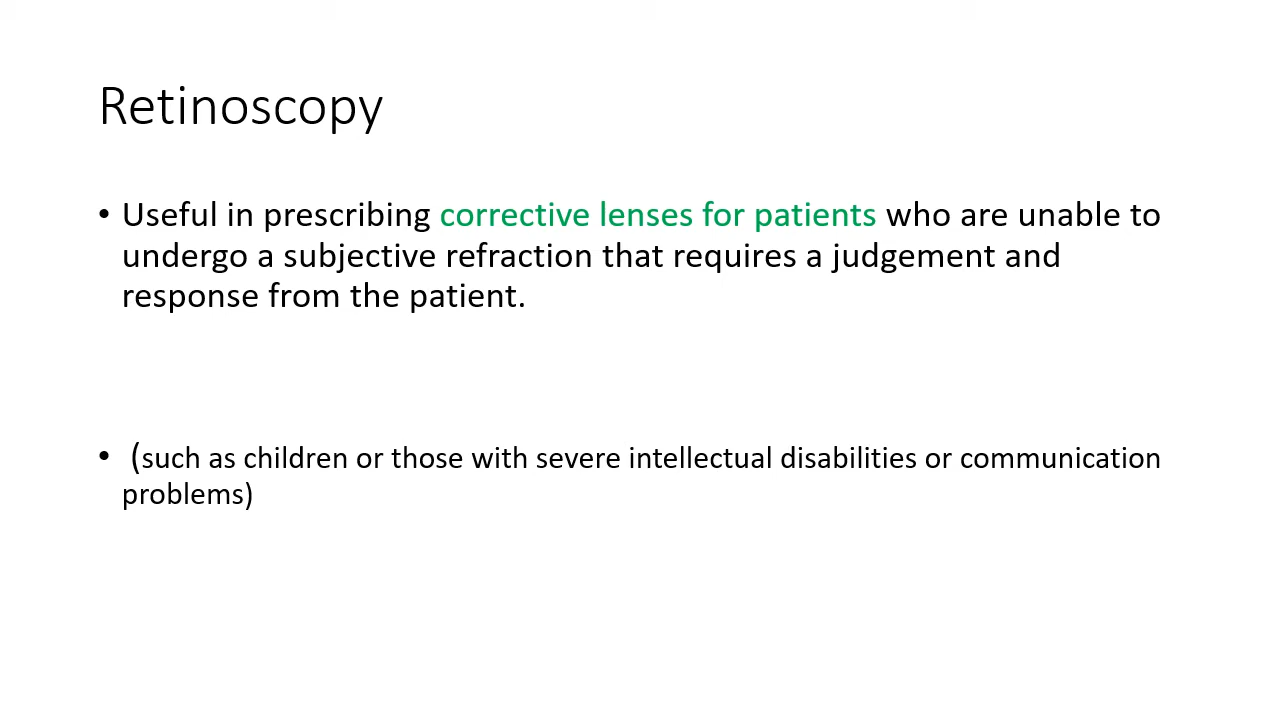 Retinoscopy
• Useful in prescribing corrective lenses for patients who are unable to
undergo a subjective refraction that requires a judgement and
response from the patient.
• (such as children or those with severe intellectual disabilities or communication
problems)